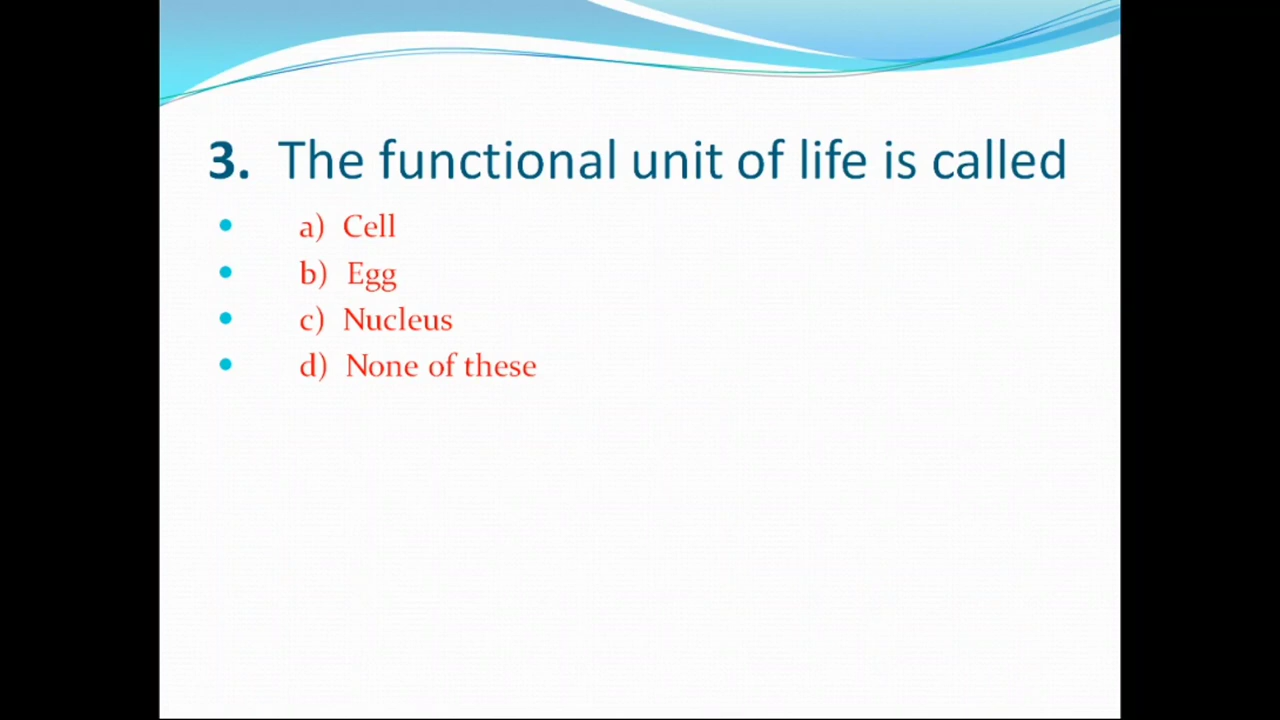 3. The functional unit of life is called
• a) Cell
• b) Egg
• c) Nucleus
• d) None of these